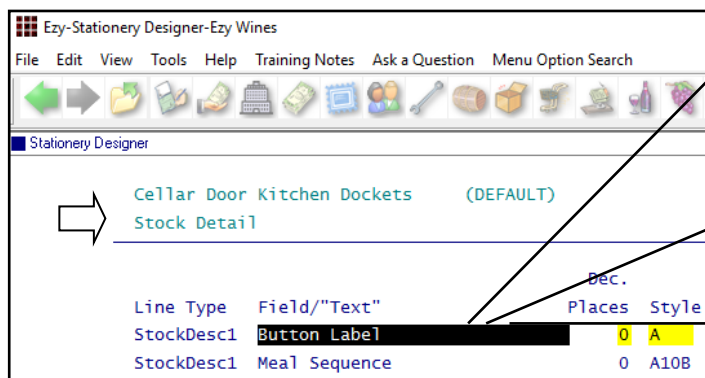 Ezy-Stationery Designer-Ezy Wines
File Edit View Tools Help Training Notes Ask a Question Menu Option Search
Stationery Designer
Cellar Door Kitchen Dockets (DEFAULT)
Stock Detail
Dec.
Line Type Field/"Text" Places Style
StockDesc1 Button Label 0 A
StockDesc1 Meal Sequence 0 A10B